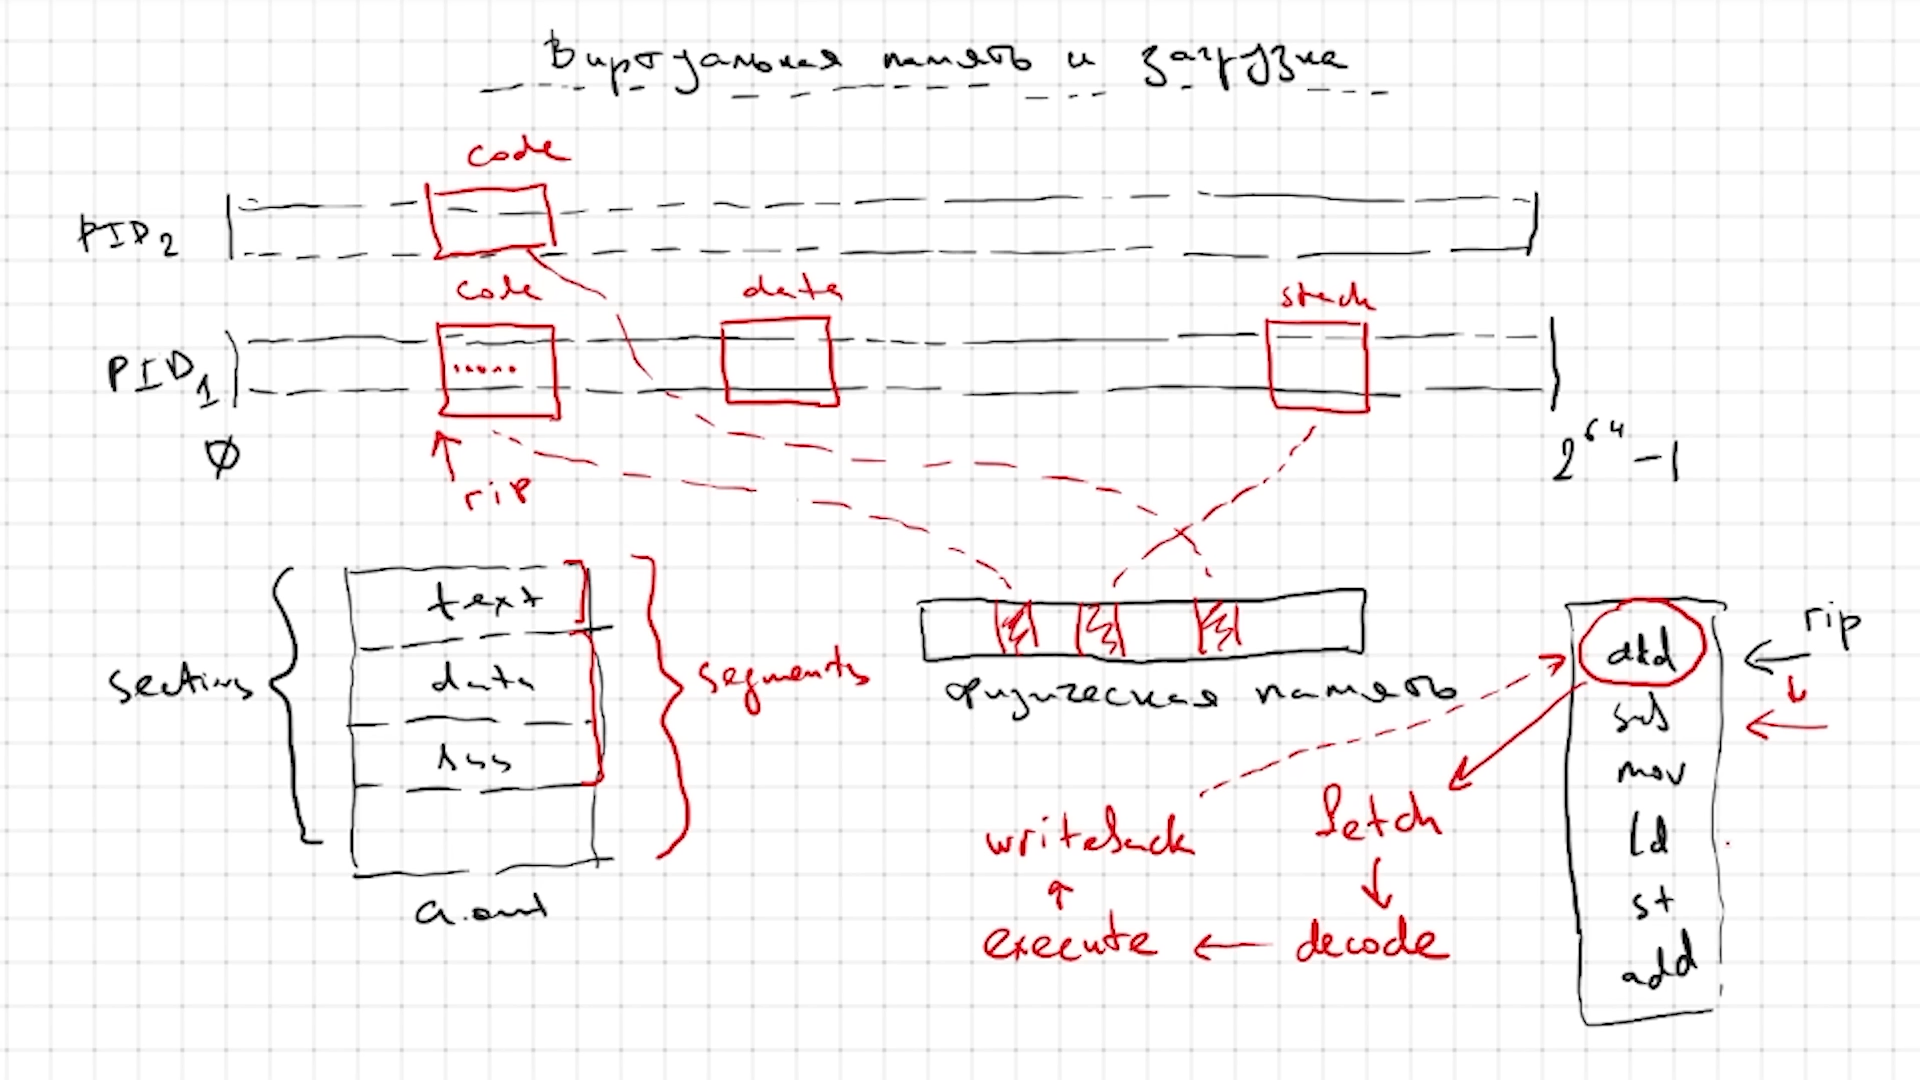 Виртуальная память и загрузка
code
PID2
code
data
stack
PID1
0
2^64 - 1
rip
text
data
bss
sections
segments
a.out
физическая память
rip
add
sub
mov
ld
st
add
fetch
decode
execute
writeback